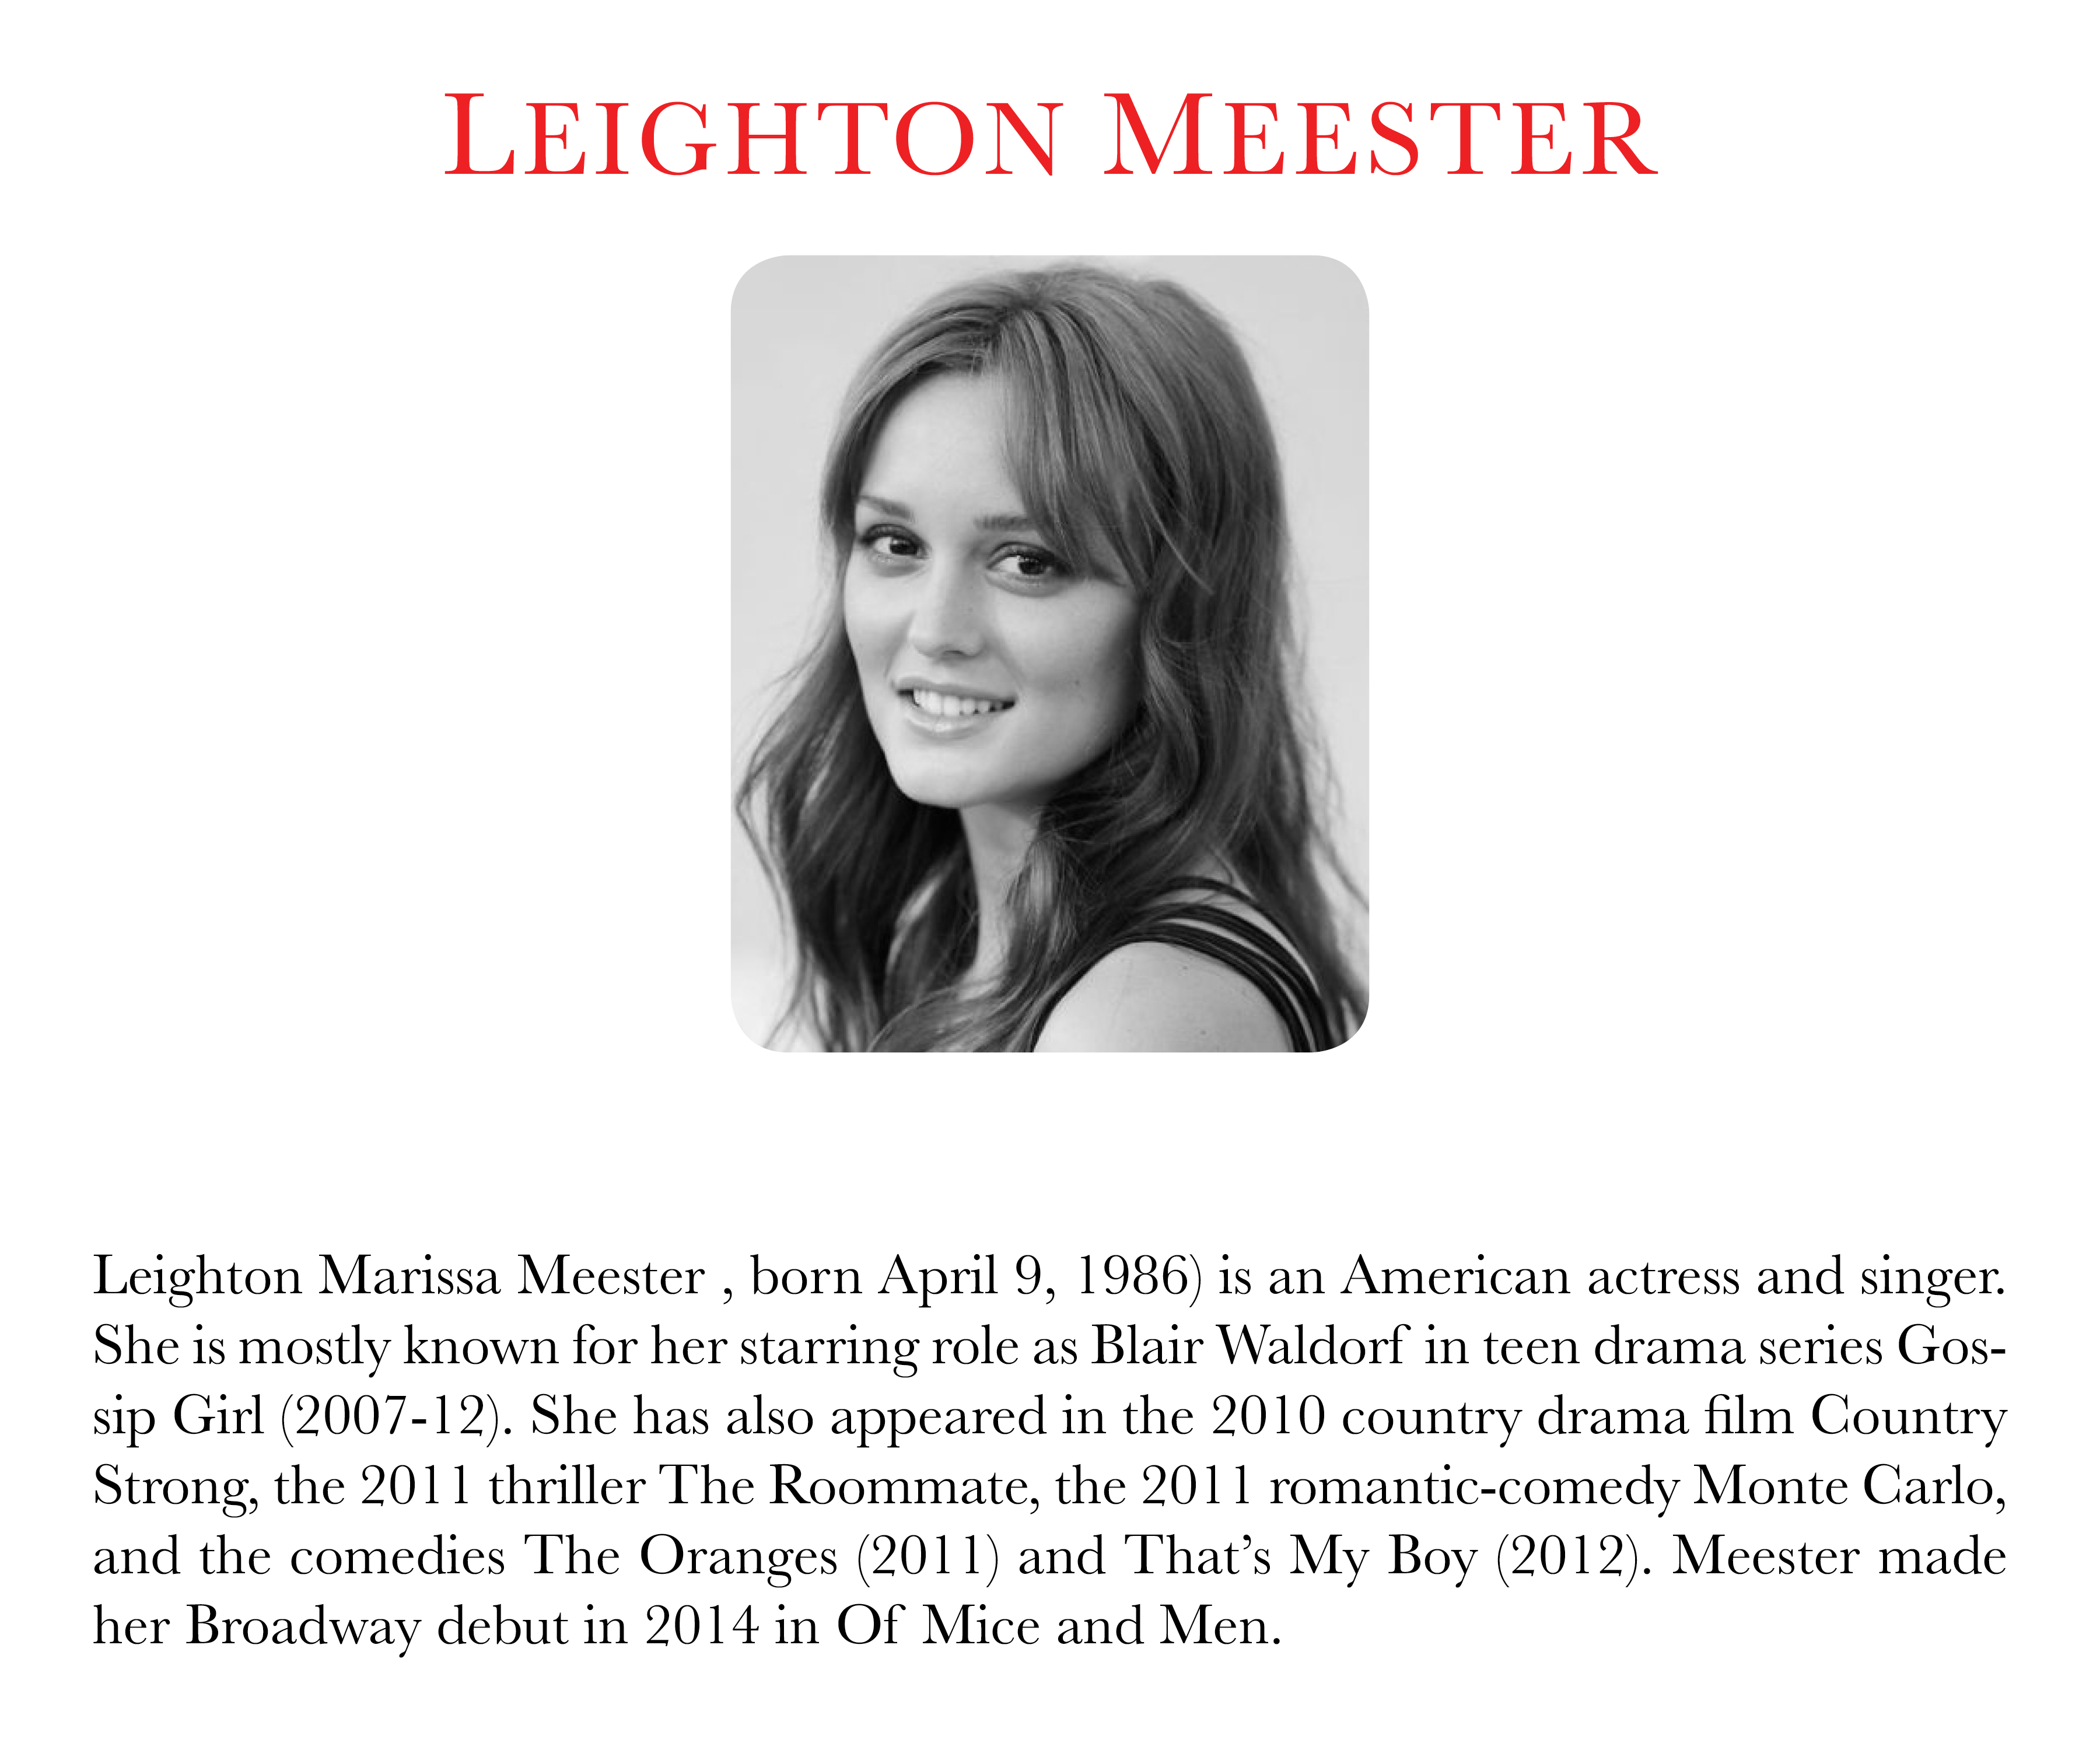 LEIGHTON MEESTER
Leighton Marissa Meester , born April 9, 1986) is an American actress and singer.
She is mostly known for her starring role as Blair Waldorf in teen drama series Gos-
sip Girl (2007-12). She has also appeared in the 2010 country drama film Country
Strong, the 2011 thriller The Roommate, the 2011 romantic-comedy Monte Carlo,
and the comedies The Oranges (2011) and That’s My Boy (2012). Meester made
her Broadway debut in 2014 in Of Mice and Men.